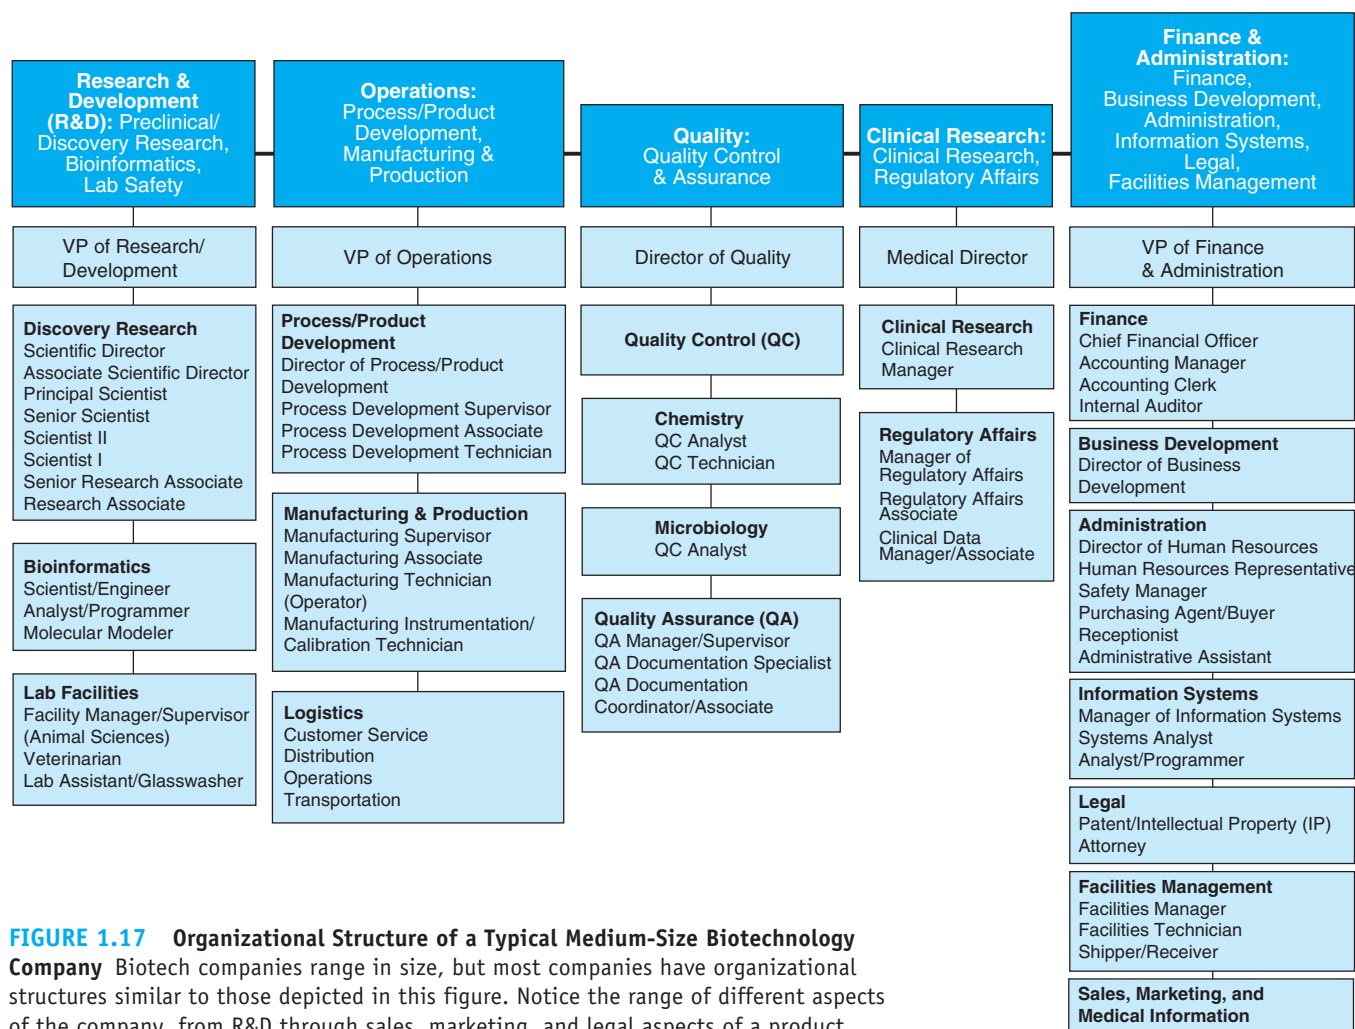 Research &
Development
(R&D): Preclinical/
Discovery Research,
Bioinformatics,
Lab Safety
VP of Research/
Development
Discovery Research
Scientific Director
Associate Scientific Director
Principal Scientist
Senior Scientist
Scientist II
Scientist I
Senior Research Associate
Research Associate
Bioinformatics
Scientist/Engineer
Analyst/Programmer
Molecular Modeler
Lab Facilities
Facility Manager/Supervisor
(Animal Sciences)
Veterinarian
Lab Assistant/Glasswasher
Operations:
Process/Product
Development,
Manufacturing &
Production
VP of Operations
Process/Product
Development
Director of Process/Product
Development
Process Development Supervisor
Process Development Associate
Process Development Technician
Manufacturing & Production
Manufacturing Supervisor
Manufacturing Associate
Manufacturing Technician
(Operator)
Manufacturing Instrumentation/
Calibration Technician
Logistics
Customer Service
Distribution
Operations
Transportation
Quality:
Quality Control
& Assurance
Director of Quality
Quality Control (QC)
Chemistry
QC Analyst
QC Technician
Microbiology
QC Analyst
Quality Assurance (QA)
QA Manager/Supervisor
QA Documentation Specialist
QA Documentation
Coordinator/Associate
Clinical Research:
Clinical Research,
Regulatory Affairs
Medical Director
Clinical Research
Clinical Research
Manager
Regulatory Affairs
Manager of
Regulatory Affairs
Regulatory Affairs
Associate
Clinical Data
Manager/Associate
Finance &
Administration:
Finance,
Business Development,
Administration,
Information Systems,
Legal,
Facilities Management
VP of Finance
& Administration
Finance
Chief Financial Officer
Accounting Manager
Accounting Clerk
Internal Auditor
Business Development
Director of Business
Development
Administration
Director of Human Resources
Human Resources Representative
Safety Manager
Purchasing Agent/Buyer
Receptionist
Administrative Assistant
Information Systems
Manager of Information Systems
Systems Analyst
Analyst/Programmer
Legal
Patent/Intellectual Property (IP)
Attorney
Facilities Management
Facilities Manager
Facilities Technician
Shipper/Receiver
Sales, Marketing, and
Medical Information
FIGURE 1.17 Organizational Structure of a Typical Medium-Size Biotechnology
Company Biotech companies range in size, but most companies have organizational
structures similar to those depicted in this figure. Notice the range of different aspects
of the company, from R&D through sales, marketing, and legal aspects of a product